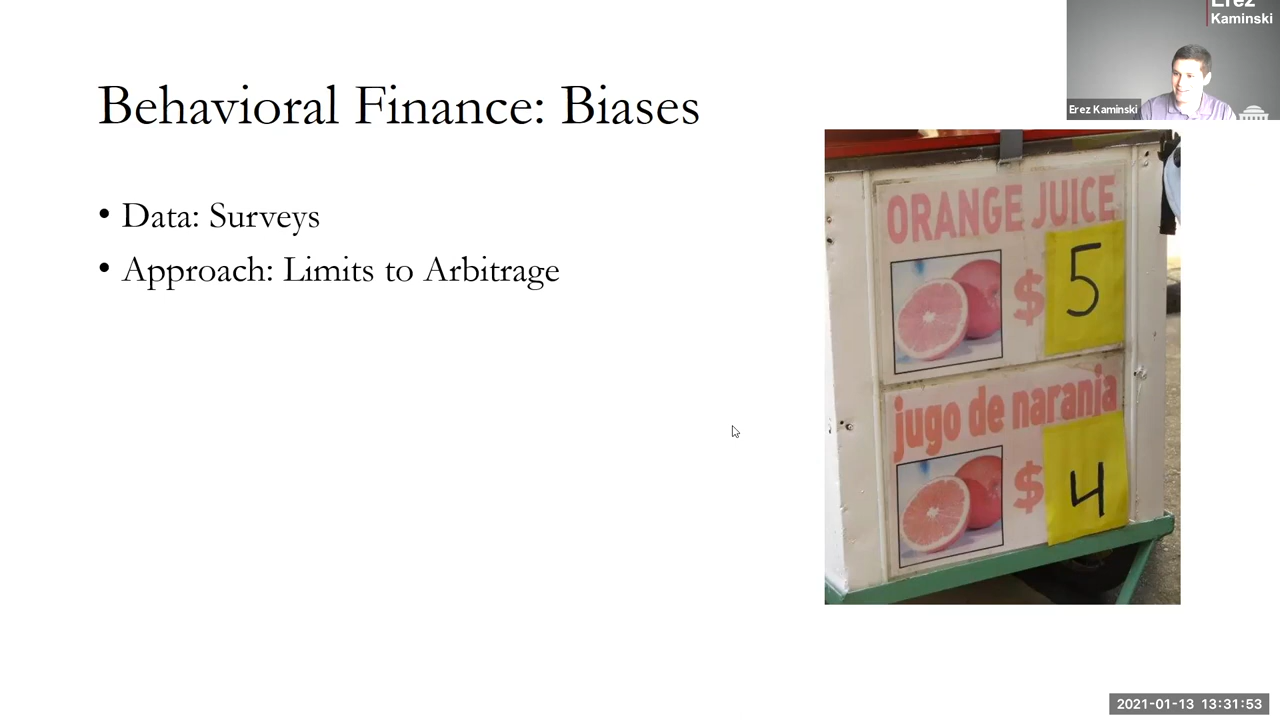 Erez
Kaminski
Erez Kaminski
Behavioral Finance: Biases
• Data: Surveys
• Approach: Limits to Arbitrage
ORANGE JUICE
$ 5
jugo de naranja
$ 4
2021-01-13 13:31:53